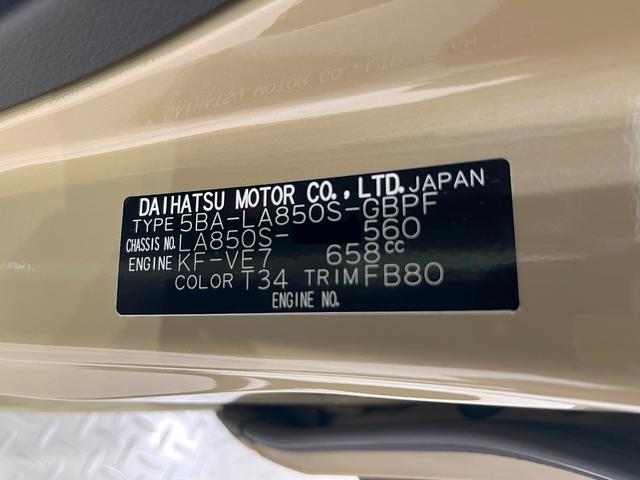 DAIHATSU MOTOR CO., LTD. JAPAN
TYPE 5BA-LA850S-GBPF
CHASSIS NO. LA850S- 560
ENGINE KF-VE7 658cc
COLOR T34 TRIM FB80
ENGINE NO.